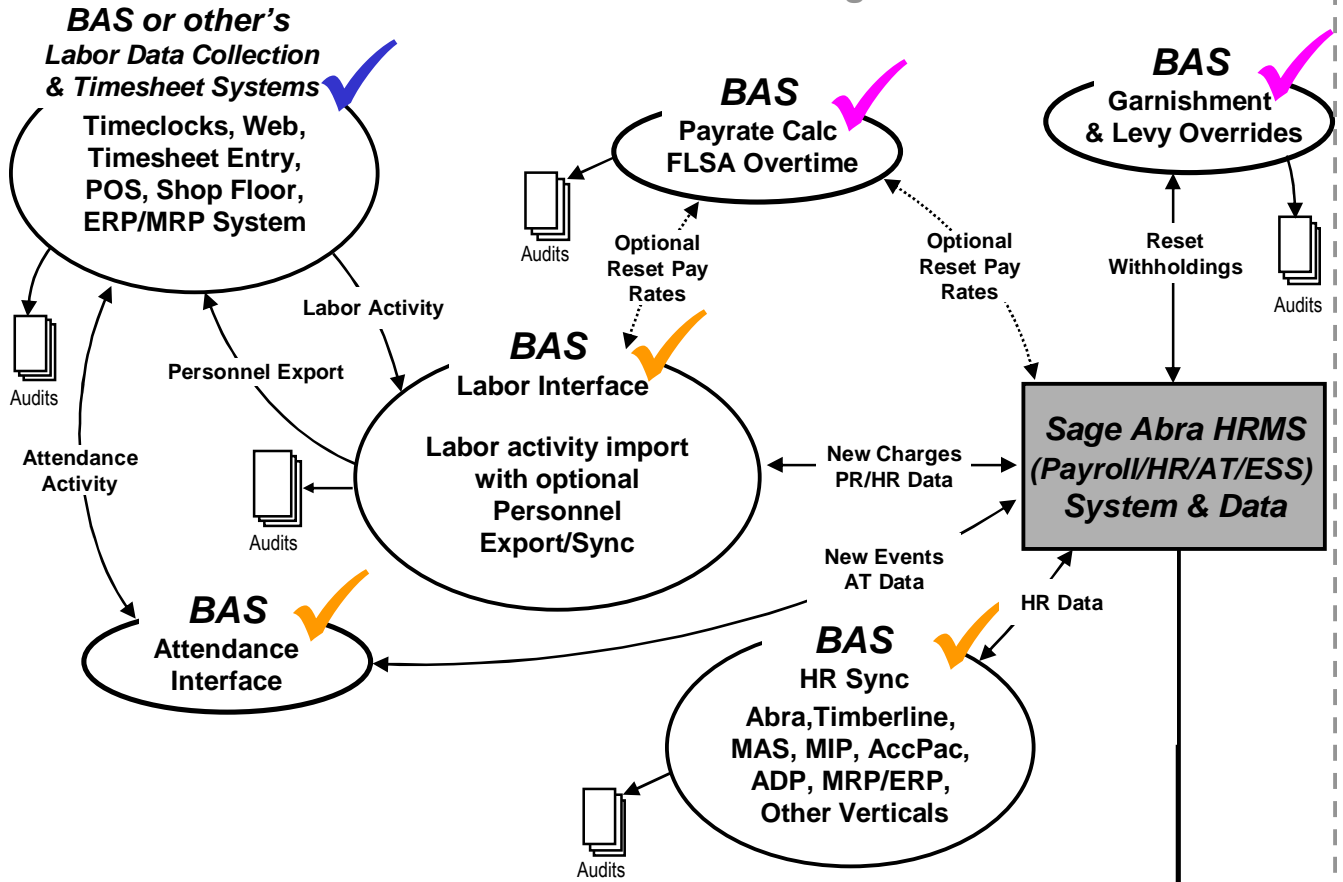 BAS or other's
Labor Data Collection
& Timesheet Systems
Timeclocks, Web,
Timesheet Entry,
POS, Shop Floor,
ERP/MRP System
Audits
BAS
Payrate Calc
FLSA Overtime
Audits
BAS
Garnishment
& Levy Overrides
Audits
Optional
Reset Pay
Rates
Optional
Reset Pay
Rates
Reset
Withholdings
Labor Activity
Personnel Export
Attendance
Activity
BAS
Labor Interface
Labor activity import
with optional
Personnel
Export/Sync
Audits
New Charges
PR/HR Data
Sage Abra HRMS
(Payroll/HR/AT/ESS)
System & Data
New Events
AT Data
HR Data
BAS
Attendance
Interface
BAS
HR Sync
Abra,Timberline,
MAS, MIP, AccPac,
ADP, MRP/ERP,
Other Verticals
Audits